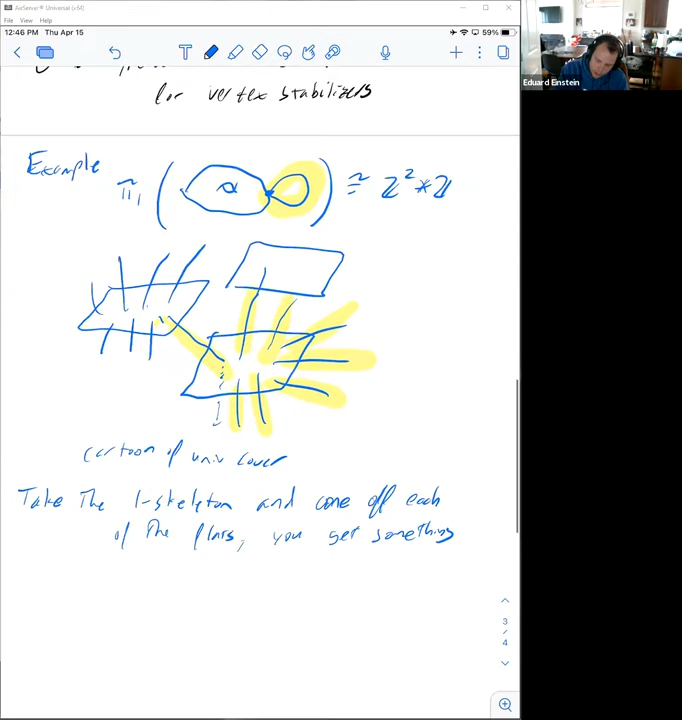 AirServer® Universal (x64)
File View Help
12:46 PM Thu Apr 15
59%
Eduard Einstein
for vertex stabilizers
Example π₁ ( ) ≅ ℤ² * ℤ
cartoon of univ cover
Take The 1-skeleton and cone off each
of The flats, you get something
3
/
4